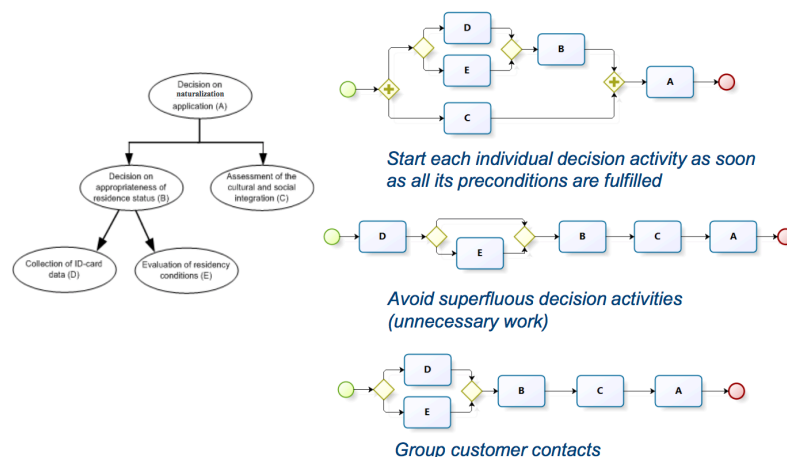 Decision on
naturalization
application (A)
Decision on
appropriateness of
residence status (B)
Assessment of the
cultural and social
integration (C)
Collection of ID-card
data (D)
Evaluation of residency
conditions (E)
D
B
E
A
C
Start each individual decision activity as soon
as all its preconditions are fulfilled
D
E
B
C
A
Avoid superfluous decision activities
(unnecessary work)
D
E
B
C
A
Group customer contacts